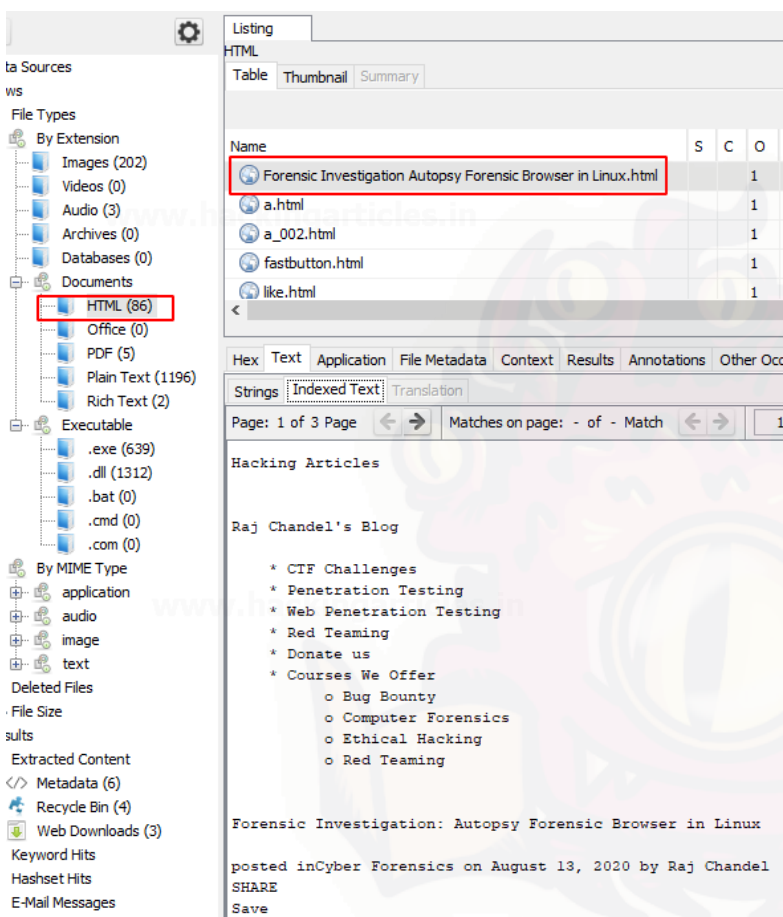 ta Sources
ws
File Types
By Extension
Images (202)
Videos (0)
Audio (3)
Archives (0)
Databases (0)
Documents
HTML (86)
Office (0)
PDF (5)
Plain Text (1196)
Rich Text (2)
Executable
.exe (639)
.dll (1312)
.bat (0)
.cmd (0)
.com (0)
By MIME Type
application
audio
image
text
Deleted Files
File Size
sults
Extracted Content
Metadata (6)
Recycle Bin (4)
Web Downloads (3)
Keyword Hits
Hashset Hits
E-Mail Messages
Listing
HTML
Table Thumbnail Summary
Name S C O
Forensic Investigation Autopsy Forensic Browser in Linux.html 1
a.html 1
a_002.html 1
fastbutton.html 1
like.html 1
Hex Text Application File Metadata Context Results Annotations Other Occ
Strings Indexed Text Translation
Page: 1 of 3 Page Matches on page: - of - Match 1
Hacking Articles
Raj Chandel's Blog
* CTF Challenges
* Penetration Testing
* Web Penetration Testing
* Red Teaming
* Donate us
* Courses We Offer
o Bug Bounty
o Computer Forensics
o Ethical Hacking
o Red Teaming
Forensic Investigation: Autopsy Forensic Browser in Linux
posted inCyber Forensics on August 13, 2020 by Raj Chandel
SHARE
Save